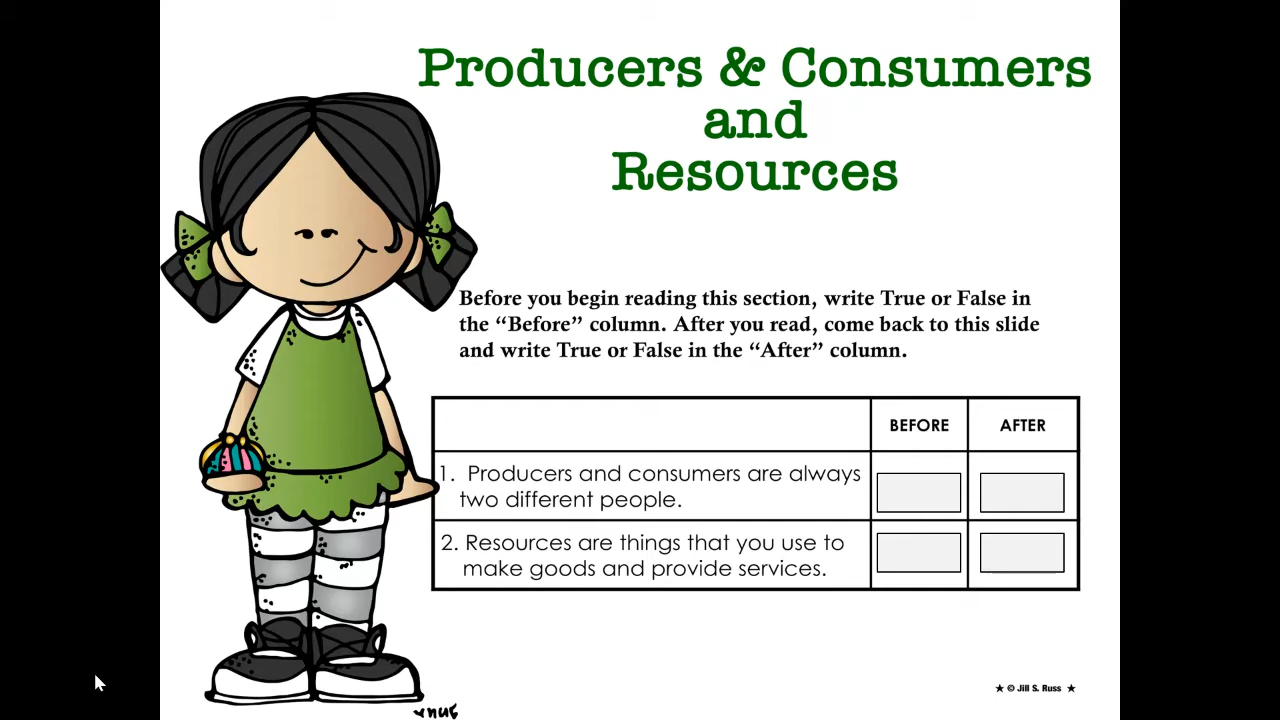 Producers & Consumers
and
Resources
Before you begin reading this section, write True or False in
the “Before” column. After you read, come back to this slide
and write True or False in the “After” column.
BEFORE AFTER
1. Producers and consumers are always
two different people.
2. Resources are things that you use to
make goods and provide services.
★ © Jill S. Russ ★